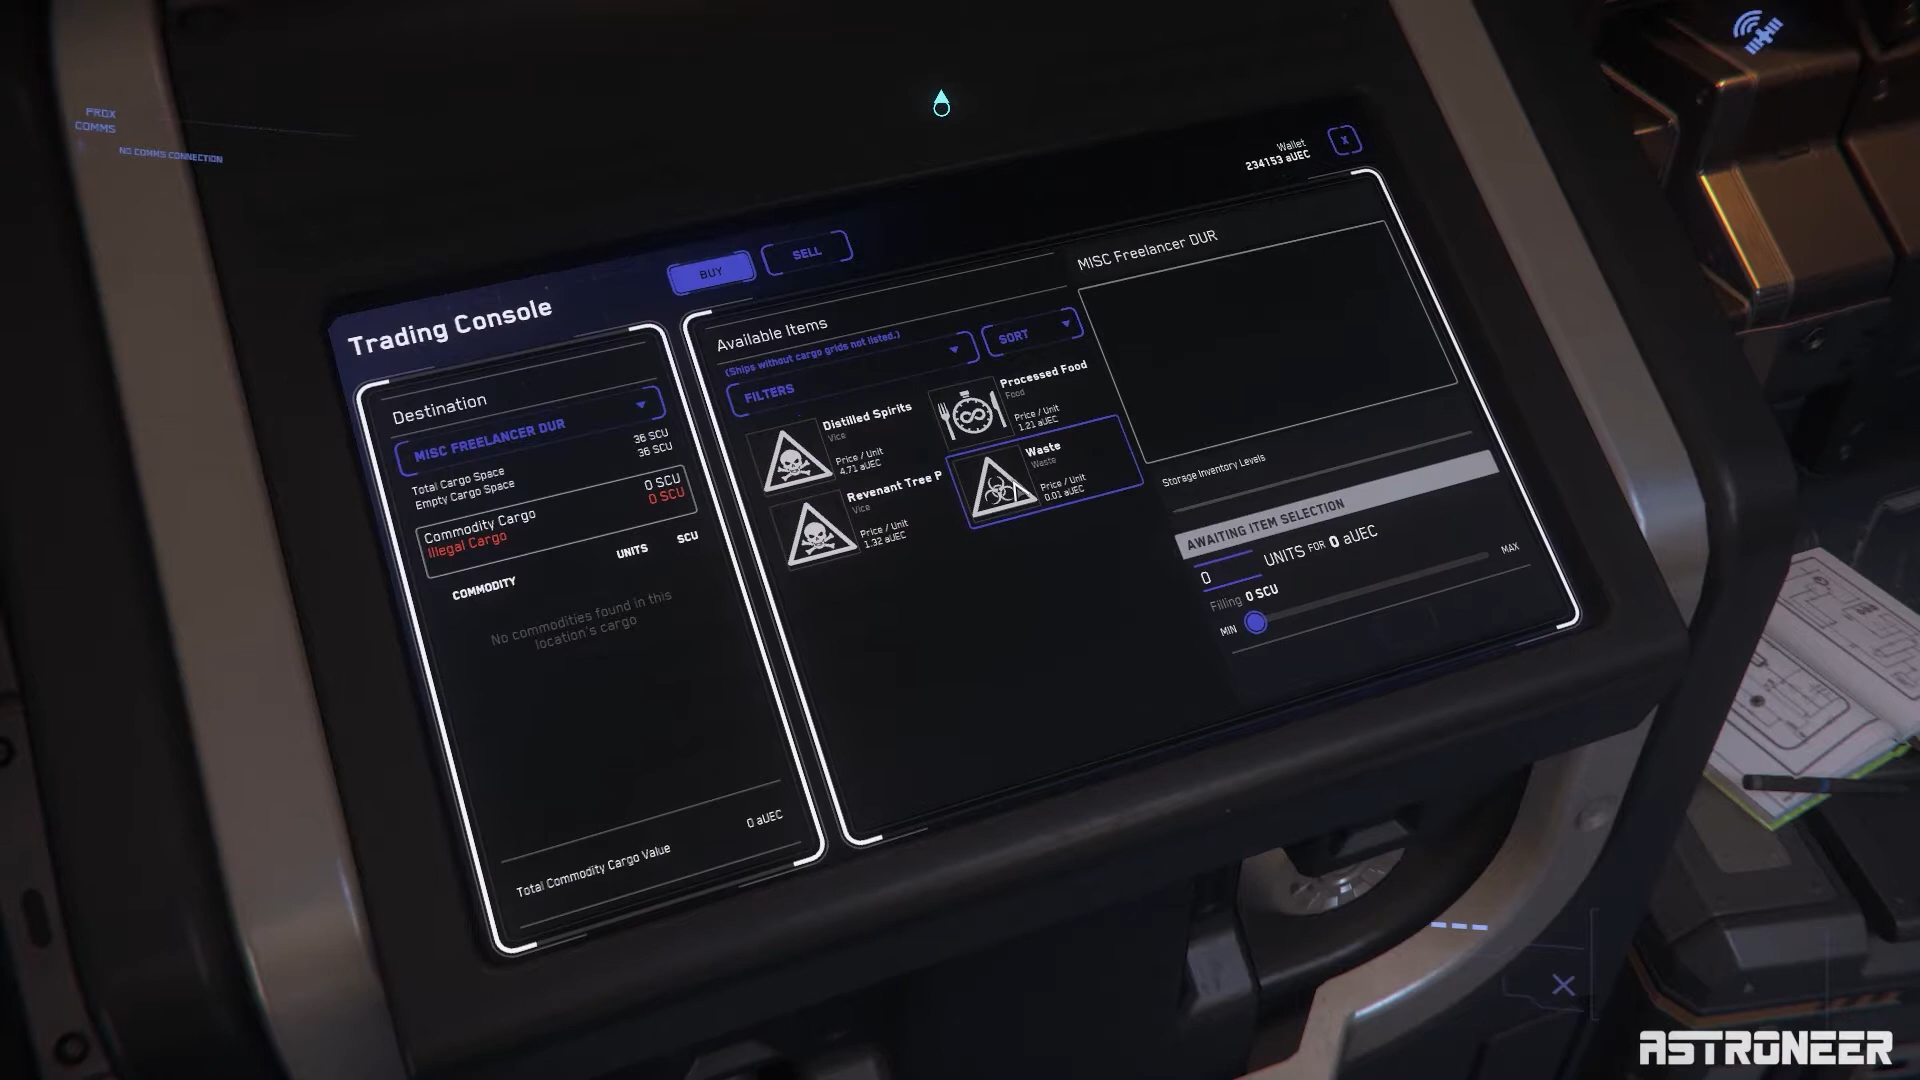 PROX
COMMS
NO COMMS CONNECTION
Wallet
234153 aUEC
X
BUY
SELL
Trading Console
Destination
MISC FREELANCER DUR
Total Cargo Space 36 SCU
Empty Cargo Space 36 SCU
Commodity Cargo 0 SCU
Illegal Cargo 0 SCU
COMMODITY UNITS SCU
No commodities found in this
location's cargo
Total Commodity Cargo Value 0 aUEC
Available Items
(Ships without cargo grids not listed.)
FILTERS
SORT
Distilled Spirits
Vice
Price / Unit
4.71 aUEC
Processed Food
Food
Price / Unit
1.21 aUEC
Revenant Tree P
Vice
Price / Unit
1.32 aUEC
Waste
Waste
Price / Unit
0.01 aUEC
MISC Freelancer DUR
Storage Inventory Levels
AWAITING ITEM SELECTION
0 UNITS FOR 0 aUEC
Filling 0 SCU
MIN
MAX
ASTRONEER